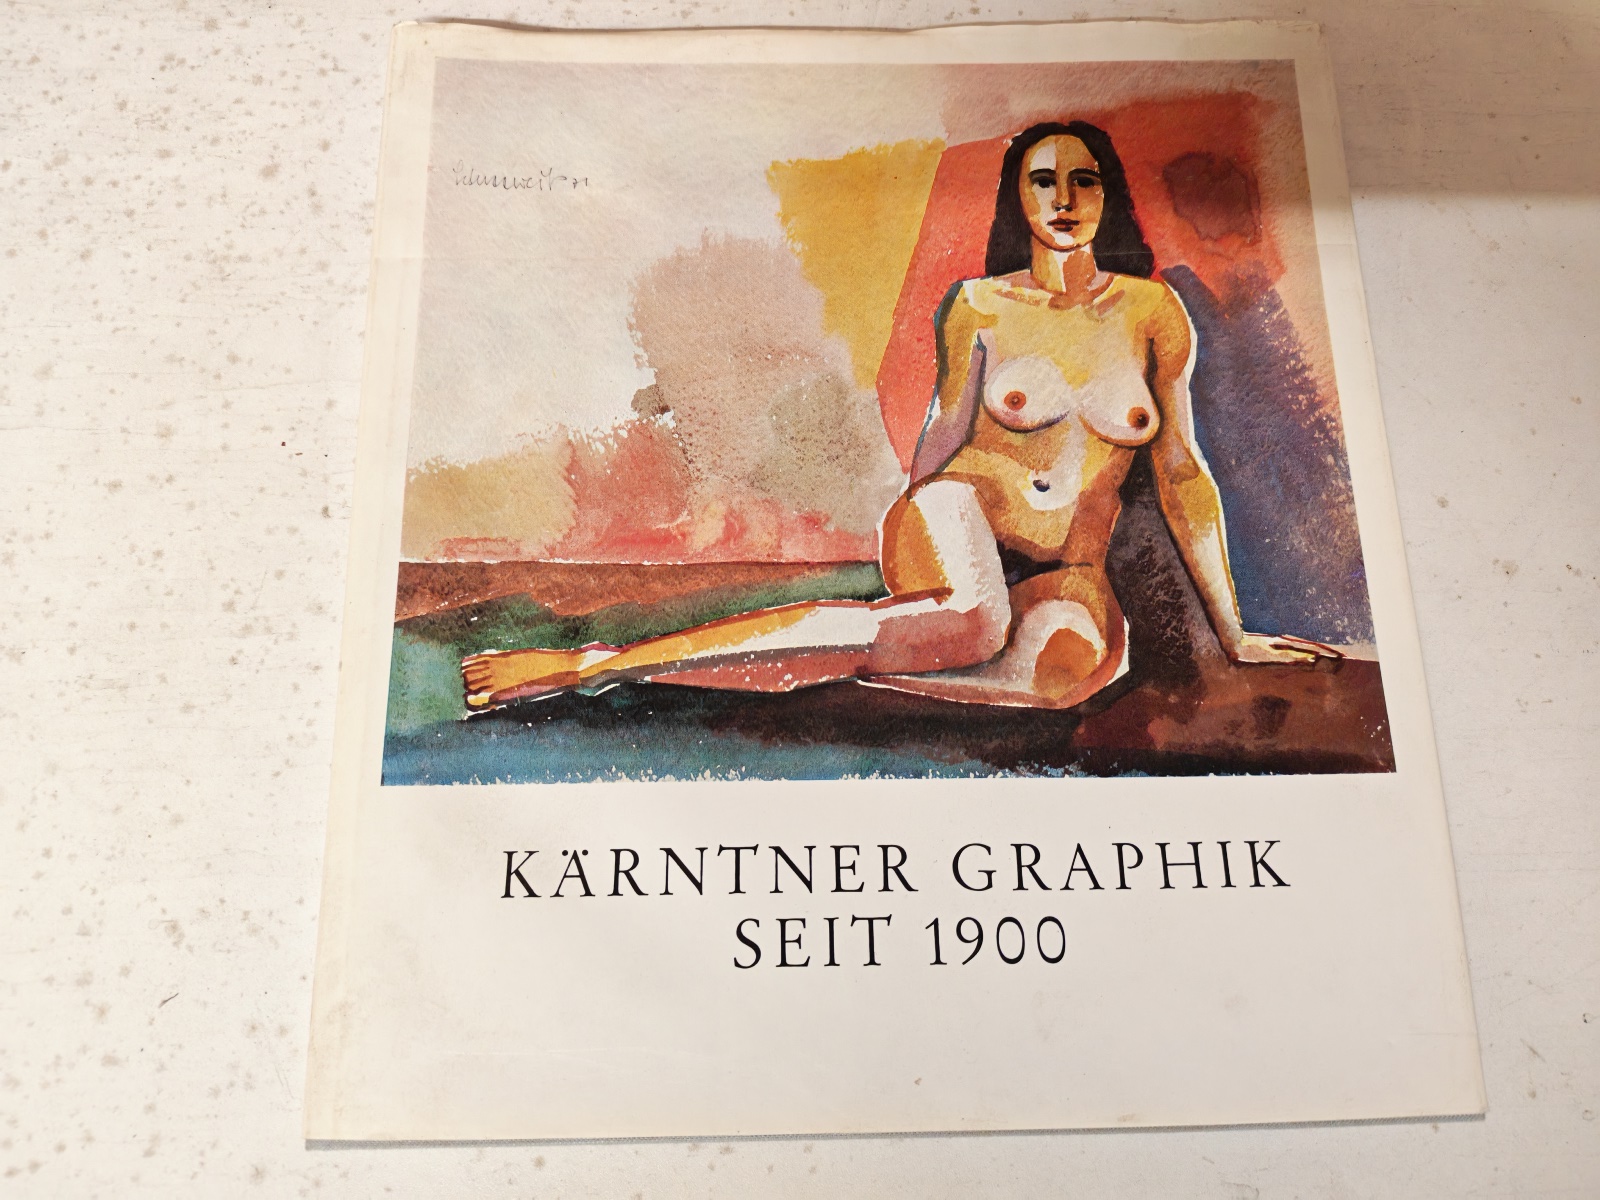 KÄRNTNER GRAPHIK
SEIT 1900